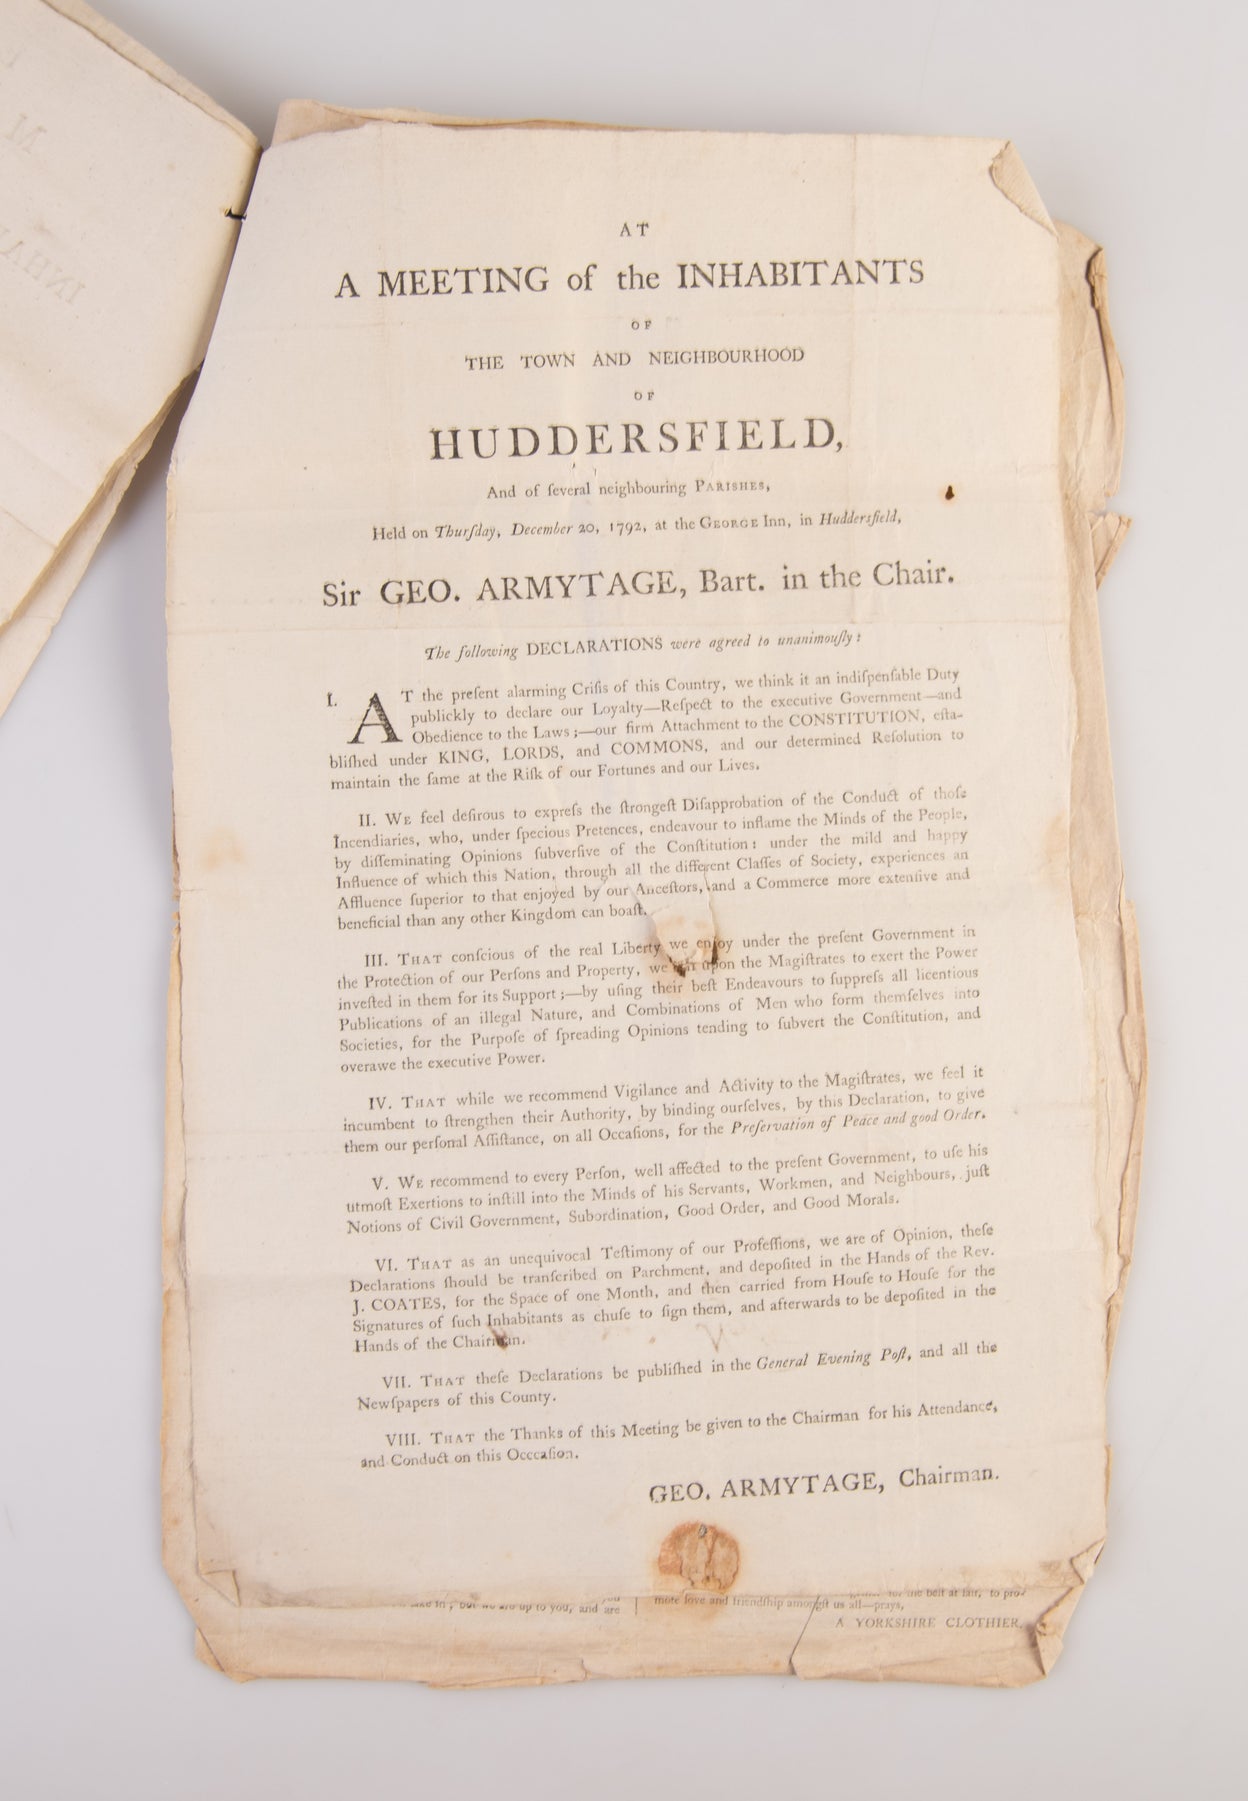 AT
A MEETING of the INHABITANTS
OF
THE TOWN AND NEIGHBOURHOOD
OF
HUDDERSFIELD,
And of ſeveral neighbouring PARISHES,
Held on Thurſday, December 20, 1792, at the GEORGE Inn, in Huddersfield,
Sir GEO. ARMYTAGE, Bart. in the Chair.
The following DECLARATIONS were agreed to unanimouſly:
I. AT the preſent alarming Criſis of this Country, we think it an indiſpenſable Duty
publickly to declare our Loyalty—Reſpect to the executive Government—and
Obedience to the Laws;—our firm Attachment to the CONSTITUTION, eſta-
bliſhed under KING, LORDS, and COMMONS, and our determined Reſolution to
maintain the ſame at the Riſk of our Fortunes and our Lives.
II. WE feel deſirous to expreſs the ſtrongeſt Diſapprobation of the Conduct of thoſe
Incendiaries, who, under ſpecious Pretences, endeavour to inflame the Minds of the People,
by diſſeminating Opinions ſubverſive of the Conſtitution: under the mild and happy
Influence of which this Nation, through all the different Claſſes of Society, experiences an
Affluence ſuperior to that enjoyed by our Anceſtors, and a Commerce more extenſive and
beneficial than any other Kingdom can boaſt.
III. THAT conſcious of the real Liberty we enjoy under the preſent Government in
the Protection of our Perſons and Property, we upon the Magiſtrates to exert the Power
inveſted in them for its Support;—by uſing their beſt Endeavours to ſuppreſs all licentious
Publications of an illegal Nature, and Combinations of Men who form themſelves into
Societies, for the Purpoſe of ſpreading Opinions tending to ſubvert the Conſtitution, and
overawe the executive Power.
IV. THAT while we recommend Vigilance and Activity to the Magiſtrates, we feel it
incumbent to ſtrengthen their Authority, by binding ourſelves, by this Declaration, to give
them our perſonal Aſſiſtance, on all Occaſions, for the Preſervation of Peace and good Order.
V. WE recommend to every Perſon, well affected to the preſent Government, to uſe his
utmoſt Exertions to inſtill into the Minds of his Servants, Workmen, and Neighbours, juſt
Notions of Civil Government, Subordination, Good Order, and Good Morals.
VI. THAT as an unequivocal Teſtimony of our Profeſſions, we are of Opinion, theſe
Declarations ſhould be tranſcribed on Parchment, and depoſited in the Hands of the Rev.
J. COATES, for the Space of one Month, and then carried from Houſe to Houſe for the
Signatures of ſuch Inhabitants as chuſe to ſign them, and afterwards to be depoſited in the
Hands of the Chairman.
VII. THAT theſe Declarations be publiſhed in the General Evening Poſt, and all the
Newſpapers of this County.
VIII. THAT the Thanks of this Meeting be given to the Chairman for his Attendance,
and Conduct on this Occcaſion.
GEO. ARMYTAGE, Chairman.
up to you, and are
the belt at fair, to pro-
mote love and friendſhip amongſt us all—prays,
A YORKSHIRE CLOTHIER.